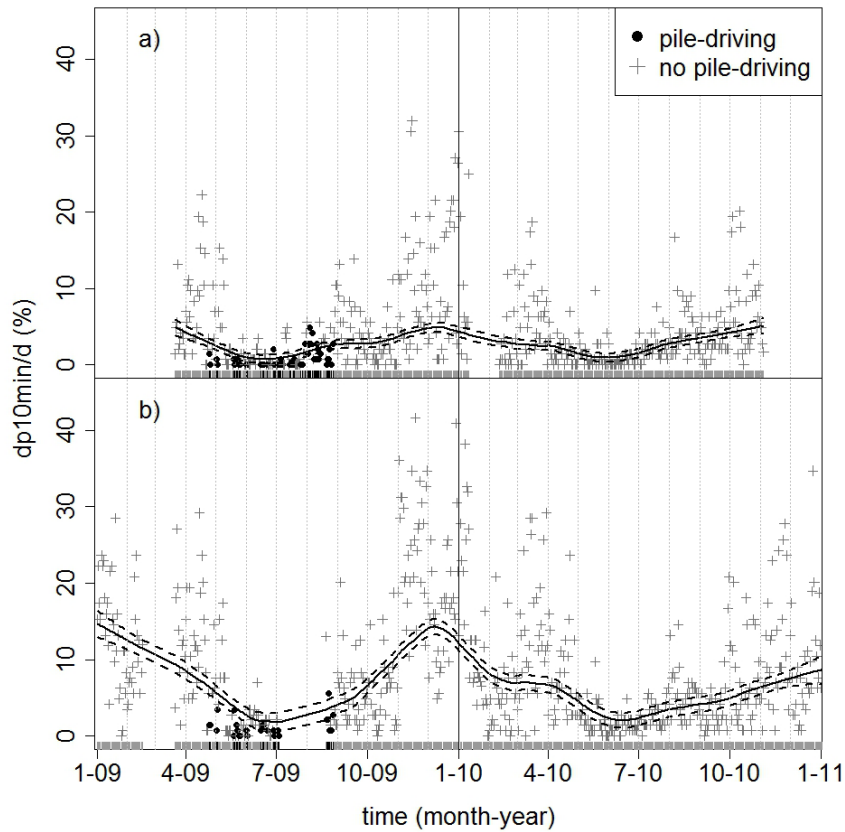 a)
pile-driving
no pile-driving
40
30
20
10
0
b)
40
30
20
10
0
dp10min/d (%)
1-09 4-09 7-09 10-09 1-10 4-10 7-10 10-10 1-11
time (month-year)